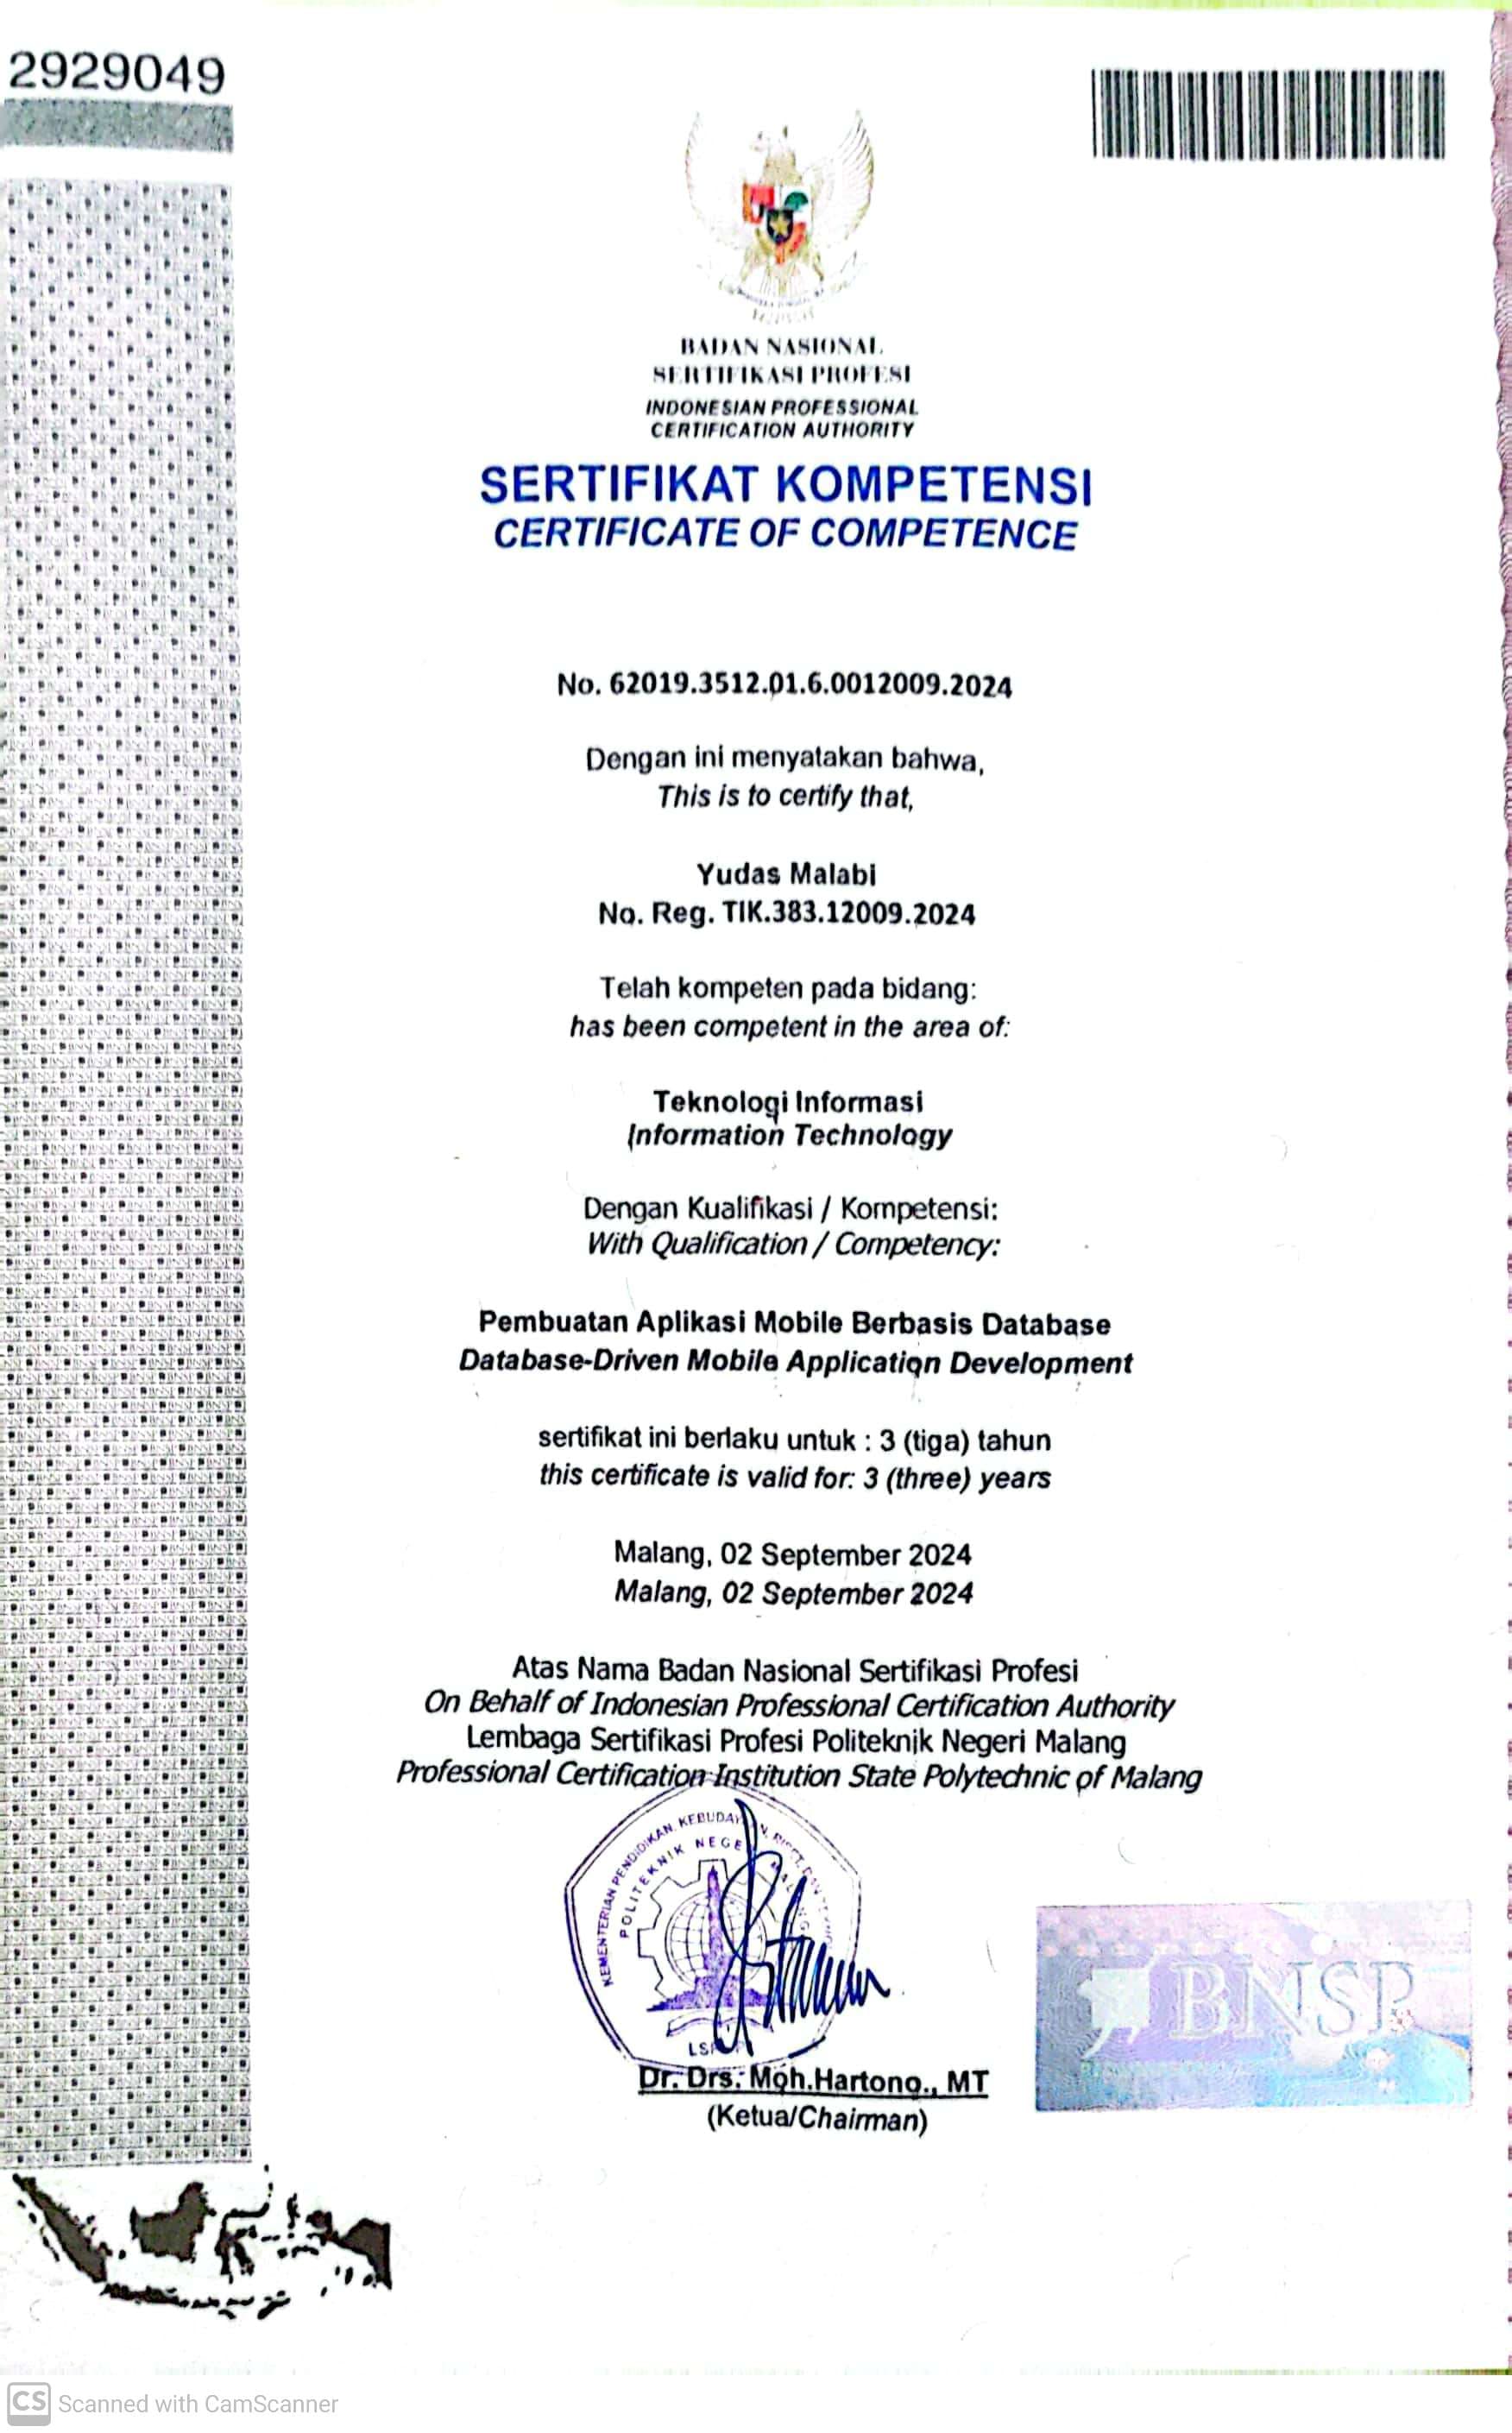 2929049
BADAN NASIONAL
SERTIFIKASI PROFESI
INDONESIAN PROFESSIONAL
CERTIFICATION AUTHORITY
SERTIFIKAT KOMPETENSI
CERTIFICATE OF COMPETENCE
No. 62019.3512.01.6.0012009.2024
Dengan ini menyatakan bahwa,
This is to certify that,
Yudas Malabi
No. Reg. TIK.383.12009.2024
Telah kompeten pada bidang:
has been competent in the area of:
Teknologi Informasi
Information Technology
Dengan Kualifikasi / Kompetensi:
With Qualification / Competency:
Pembuatan Aplikasi Mobile Berbasis Database
Database-Driven Mobile Application Development
sertifikat ini berlaku untuk : 3 (tiga) tahun
this certificate is valid for: 3 (three) years
Malang, 02 September 2024
Malang, 02 September 2024
Atas Nama Badan Nasional Sertifikasi Profesi
On Behalf of Indonesian Professional Certification Authority
Lembaga Sertifikasi Profesi Politeknik Negeri Malang
Professional Certification Institution State Polytechnic of Malang
KEMENTERIAN PENDIDIKAN, KEBUDAYAAN, RISET, DAN
POLITEKNIK NEGERI MALANG
BNSP
Dr. Drs. Moh.Hartono., MT
(Ketua/Chairman)
CS Scanned with CamScanner